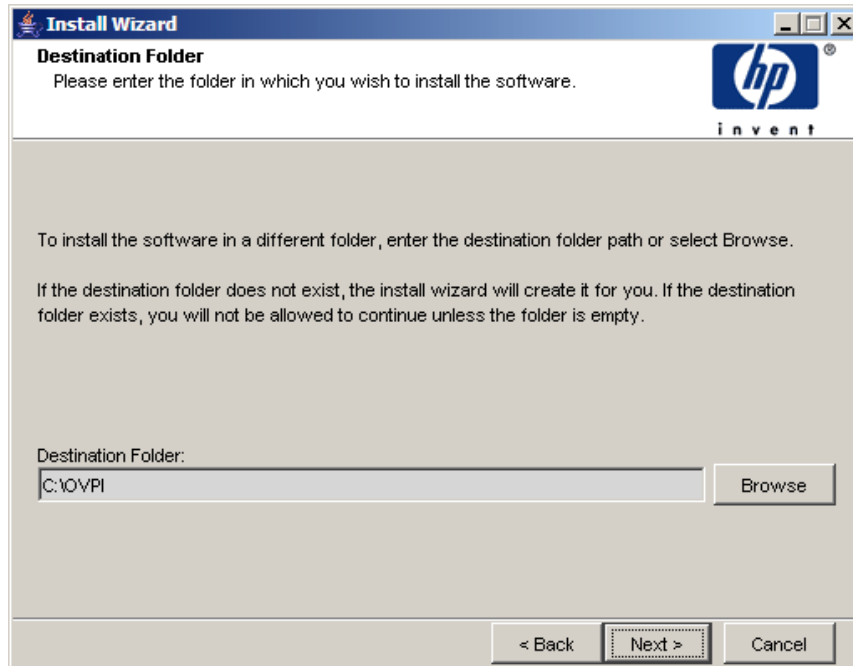 Install Wizard
Destination Folder
Please enter the folder in which you wish to install the software.
hp
®
invent
To install the software in a different folder, enter the destination folder path or select Browse.
If the destination folder does not exist, the install wizard will create it for you. If the destination
folder exists, you will not be allowed to continue unless the folder is empty.
Destination Folder:
C:\OVPI
Browse
< Back
Next >
Cancel